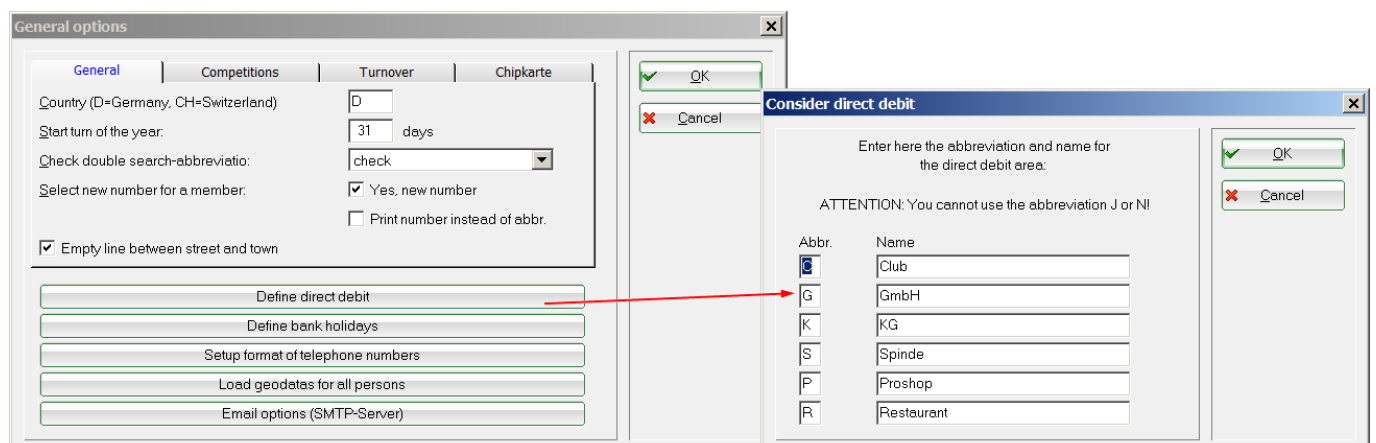 General options
General Competitions Turnover Chipkarte
Country (D=Germany, CH=Switzerland) D
Start turn of the year: 31 days
Check double search-abbreviatio: check
Select new number for a member: Yes, new number
Print number instead of abbr.
Empty line between street and town
Define direct debit
Define bank holidays
Setup format of telephone numbers
Load geodatas for all persons
Email options (SMTP-Server)
OK
Cancel
Consider direct debit
Enter here the abbreviation and name for
the direct debit area:
ATTENTION: You cannot use the abbreviation J or N!
Abbr. Name
C Club
G GmbH
K KG
S Spinde
P Proshop
R Restaurant
OK
Cancel